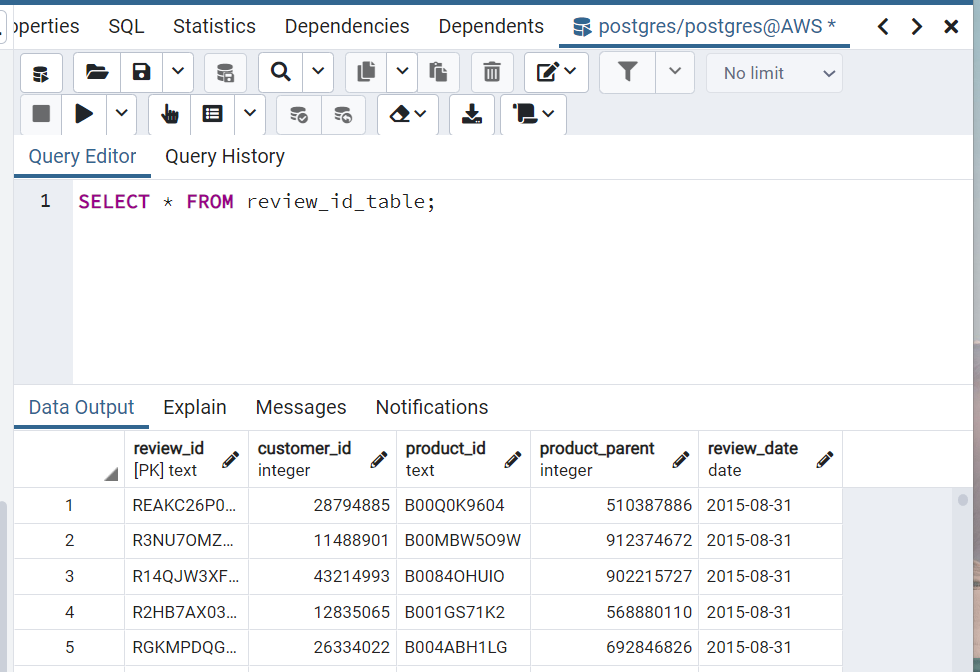 operties SQL Statistics Dependencies Dependents postgres/postgres@AWS *
No limit
Query Editor Query History
1 SELECT * FROM review_id_table;
Data Output Explain Messages Notifications
review_id customer_id product_id product_parent review_date
[PK] text integer text integer date
1 REAKC26P0... 28794885 B00Q0K9604 510387886 2015-08-31
2 R3NU7OMZ... 11488901 B00MBW5O9W 912374672 2015-08-31
3 R14QJW3XF... 43214993 B0084OHUIO 902215727 2015-08-31
4 R2HB7AX03... 12835065 B001GS71K2 568880110 2015-08-31
5 RGKMPDQG... 26334022 B004ABH1LG 692846826 2015-08-31